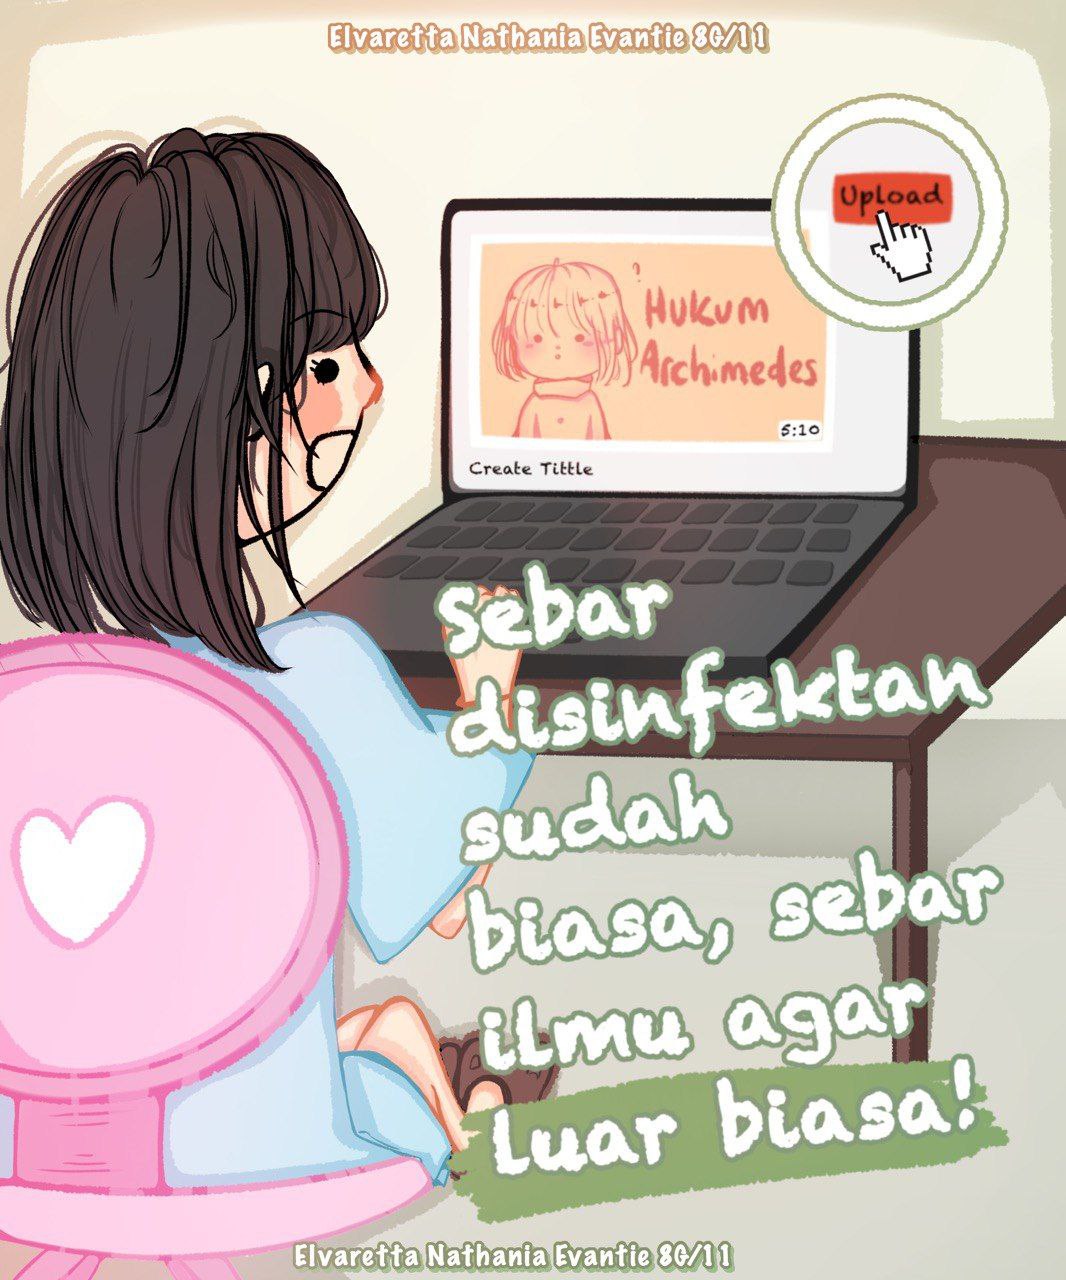 Elvaretta Nathania Evantie 8G/11
Upload
?
Hukum
Archimedes
5:10
Create Tittle
Sebar
disinfektan
sudah
biasa, sebar
ilmu agar
luar biasa!
Elvaretta Nathania Evantie 8G/11